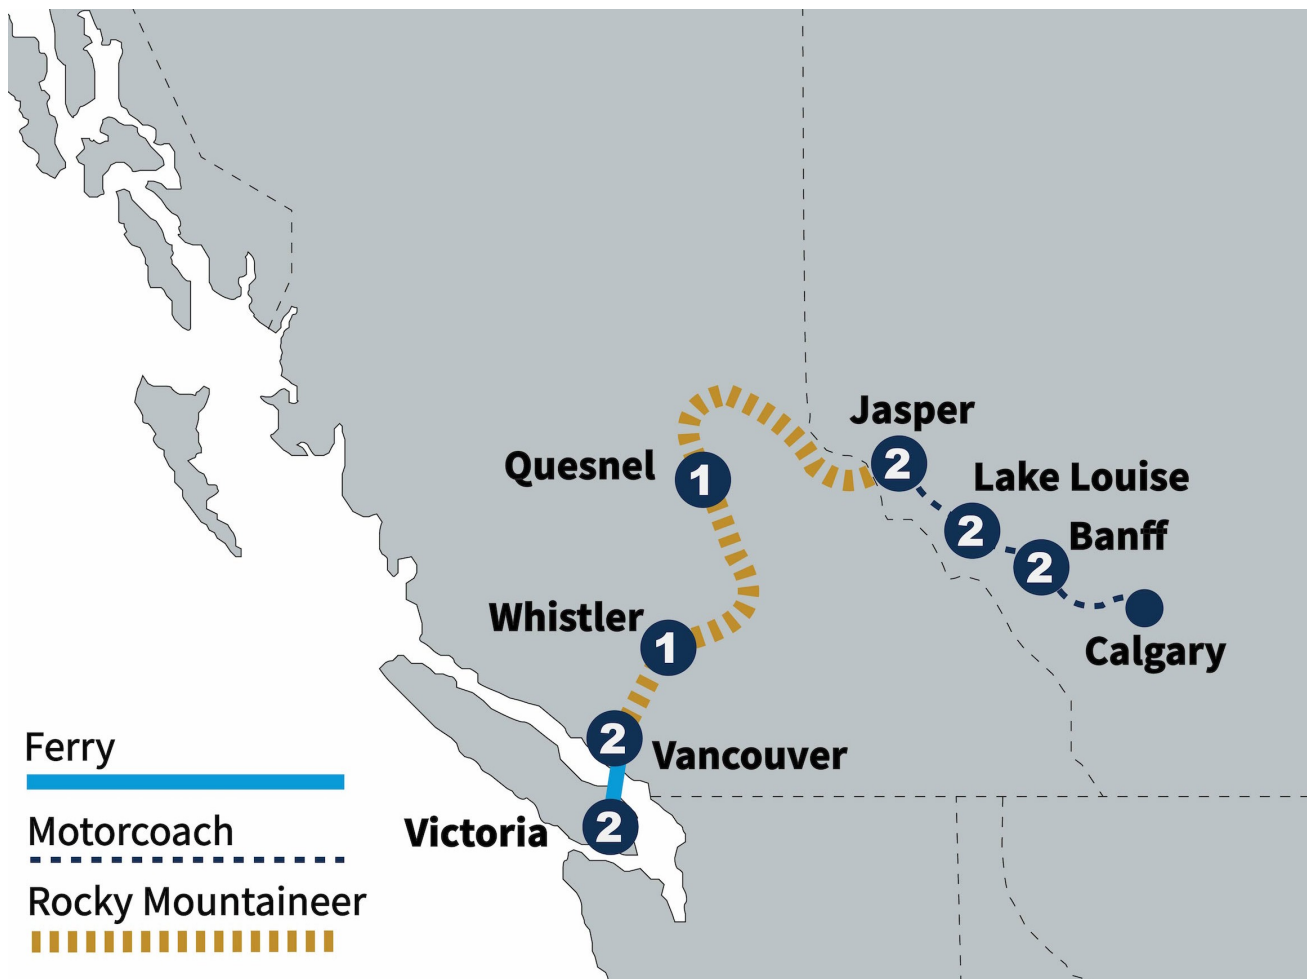 Jasper
2
Quesnel
1
Lake Louise
2
Banff
2
Whistler
1
Calgary
2
Vancouver
Ferry
Victoria
2
Motorcoach
Rocky Mountaineer